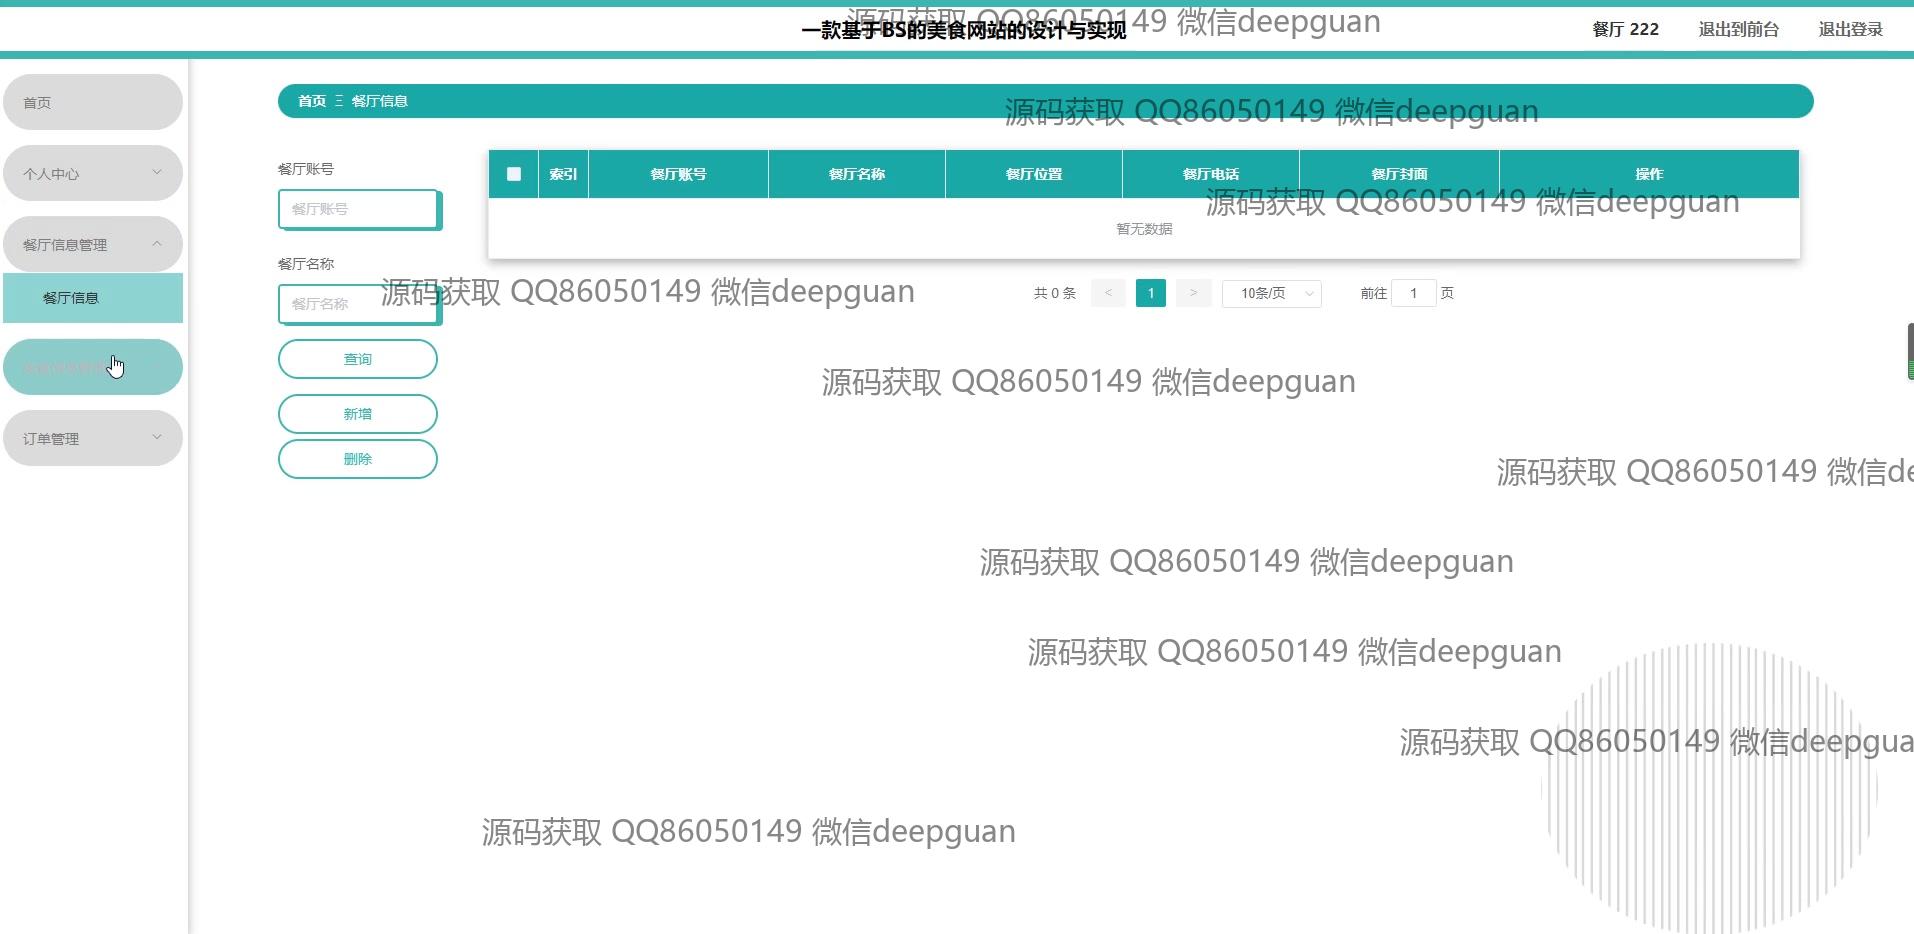 源码获取 QQ86050149 微信deepguan
一款基于BS的美食网站的设计与实现
餐厅 222
退出到前台
退出登录
首页
个人中心
餐厅信息管理
餐厅信息
订单管理
首页 餐厅信息
源码获取 QQ86050149 微信deepguan
餐厅账号
餐厅账号
餐厅名称
餐厅名称
查询
新增
删除
索引 餐厅账号 餐厅名称 餐厅位置 餐厅电话 餐厅封面 操作
源码获取 QQ86050149 微信deepguan
暂无数据
源码获取 QQ86050149 微信deepguan
共 0 条 < 1 > 10条/页 前往 1 页
源码获取 QQ86050149 微信deepguan
源码获取 QQ86050149 微信de
源码获取 QQ86050149 微信deepguan
源码获取 QQ86050149 微信deepguan
源码获取 QQ86050149 微信deepgua
源码获取 QQ86050149 微信deepguan